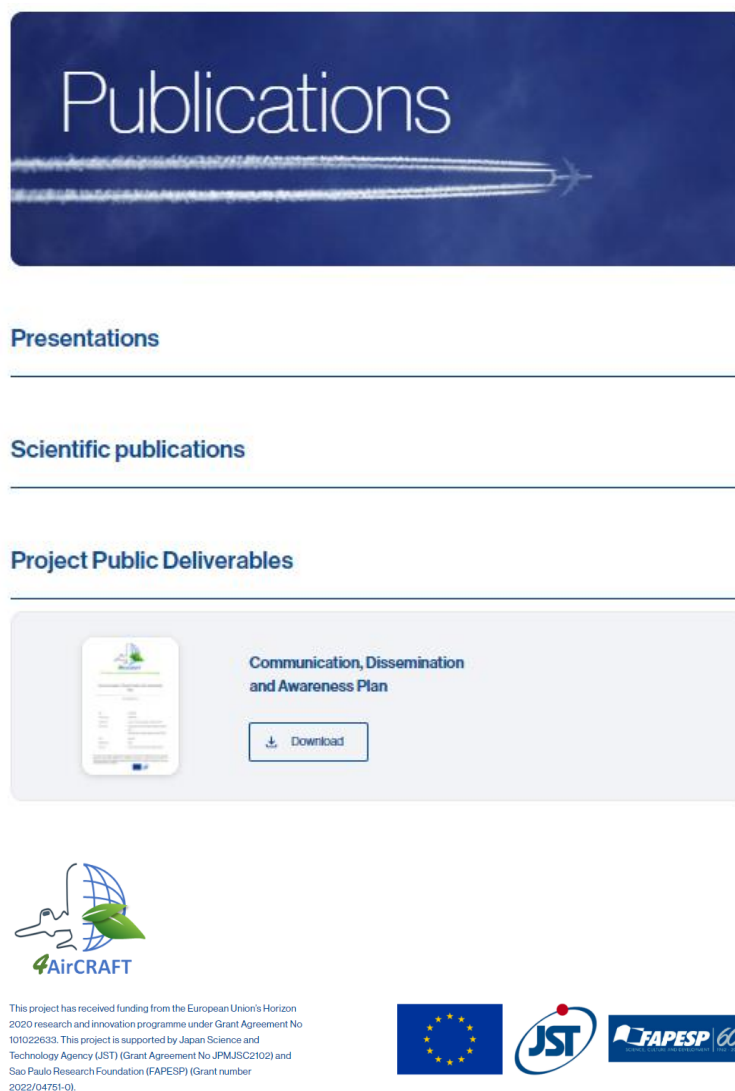 Publications
Presentations
Scientific publications
Project Public Deliverables
Communication, Dissemination
and Awareness Plan
Download
4AirCRAFT
This project has received funding from the European Union's Horizon
2020 research and innovation programme under Grant Agreement No
101022633. This project is supported by Japan Science and
Technology Agency (JST) (Grant Agreement No JPMJSC2102) and
Sao Paulo Research Foundation (FAPESP) (Grant number
2022/04751-0).
JST
FAPESP 60